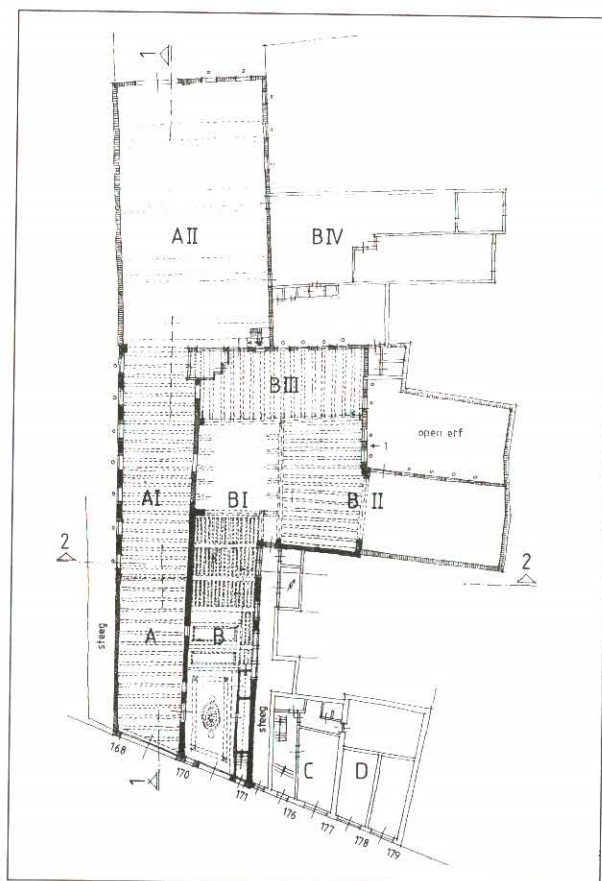 1
A II
B IV
B III
open erf
1
A I
B I
B II
2
2
steeg
A
B
steeg
C
D
168
170
171
176
177
178
179
1